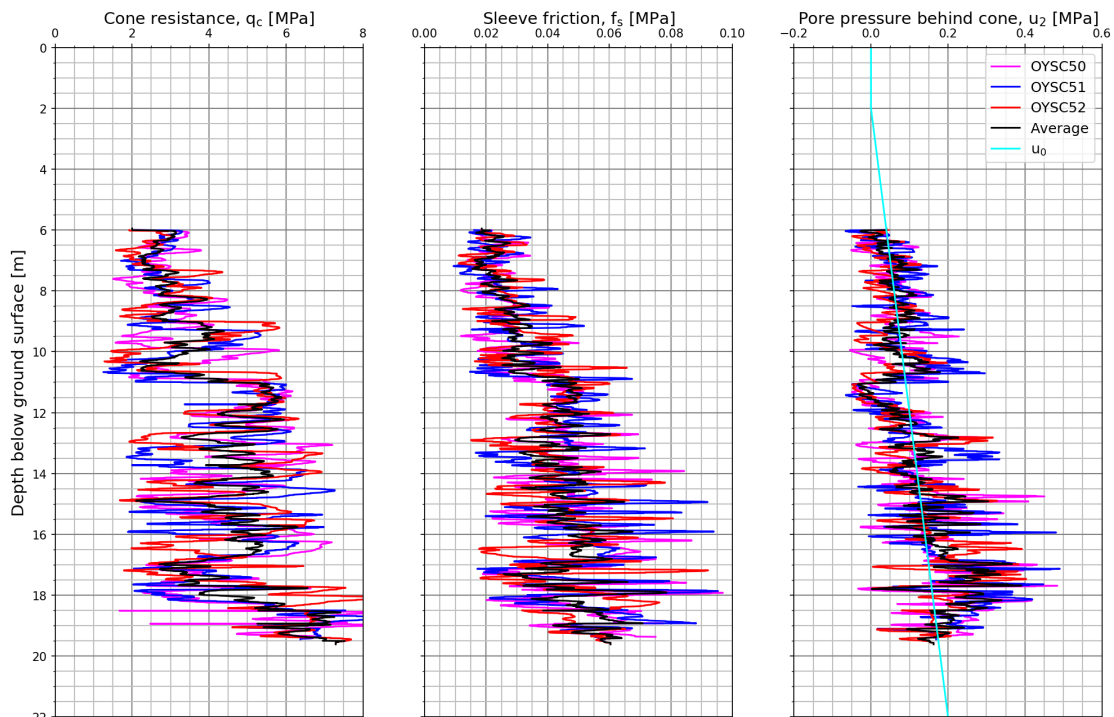 Cone resistance, qc [MPa]
0 2 4 6 8
Sleeve friction, fs [MPa]
0.00 0.02 0.04 0.06 0.08 0.10
Pore pressure behind cone, u2 [MPa]
−0.2 0.0 0.2 0.4 0.6
Depth below ground surface [m]
0
2
4
6
8
10
12
14
16
18
20
22
OYSC50
OYSC51
OYSC52
Average
u0